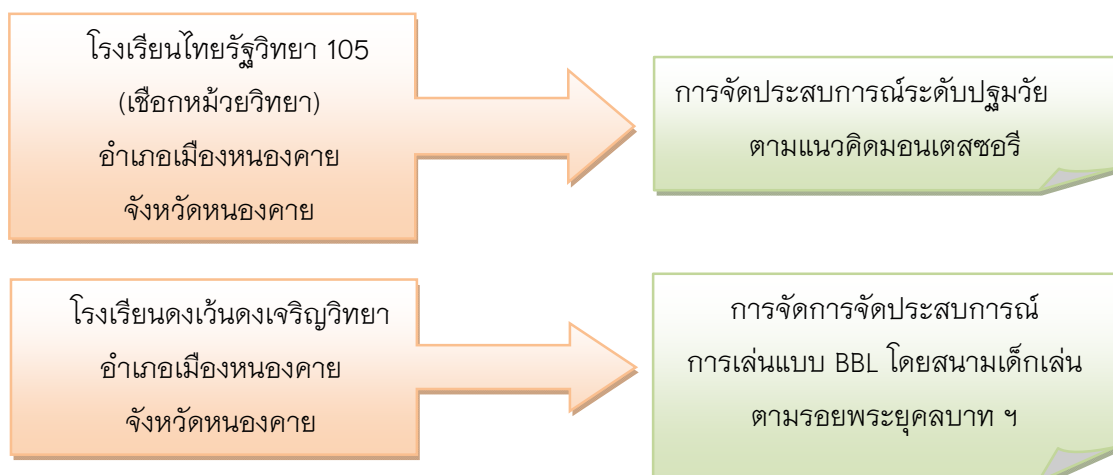 โรงเรียนไทยรัฐวิทยา 105
(เชือกหม้วยวิทยา)
อำเภอเมืองหนองคาย
จังหวัดหนองคาย
การจัดประสบการณ์ระดับปฐมวัย
ตามแนวคิดมอนเตสซอรี
โรงเรียนดงเว้นดงเจริญวิทยา
อำเภอเมืองหนองคาย
จังหวัดหนองคาย
การจัดการจัดประสบการณ์
การเล่นแบบ BBL โดยสนามเด็กเล่น
ตามรอยพระยุคลบาท ฯ